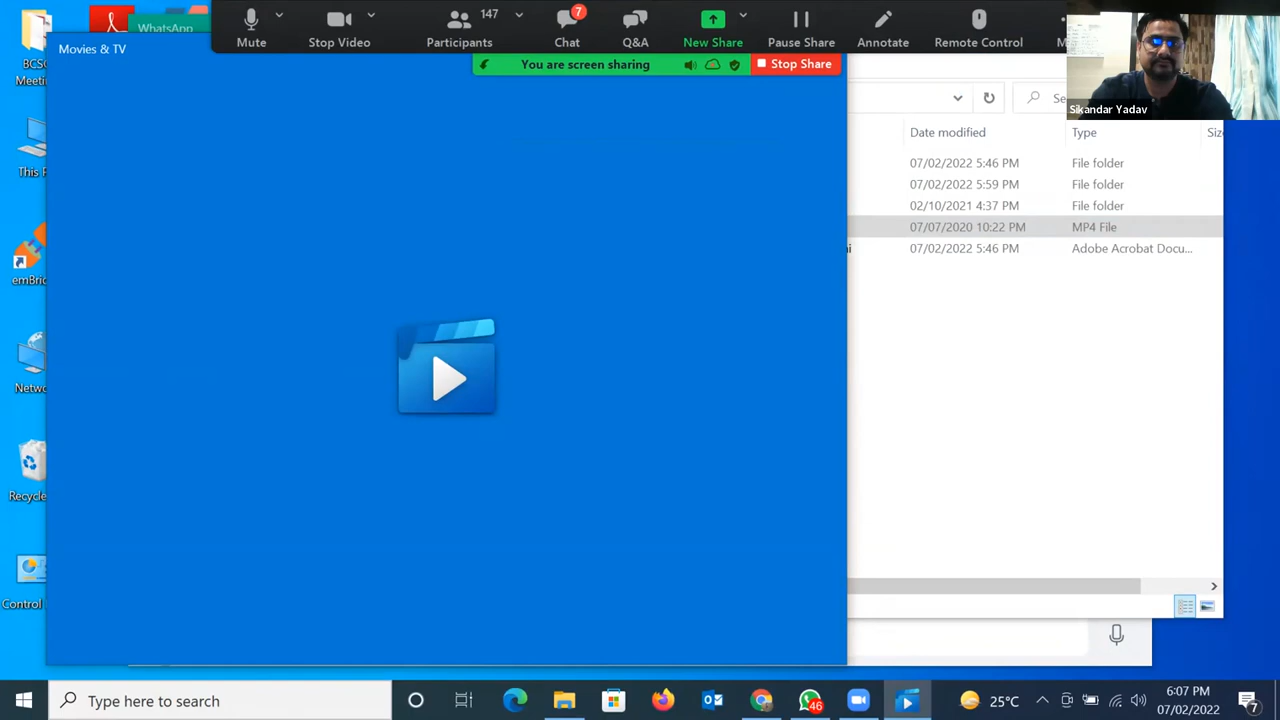 BCSC
Meeti
WhatsApp
Mute
Stop Video
Participants
147
7
Chat
Q&A
New Share
Pause Share
Annotate
Remote Control
Movies & TV
You are screen sharing
Stop Share
Sikandar Yadav
Date modified
Type
07/02/2022 5:46 PM
File folder
07/02/2022 5:59 PM
File folder
02/10/2021 4:37 PM
File folder
07/07/2020 10:22 PM
MP4 File
07/02/2022 5:46 PM
Adobe Acrobat Docu...
This P
emBri
Netwo
Recycle
Control
Type here to search
46
25°C
6:07 PM
07/02/2022
7